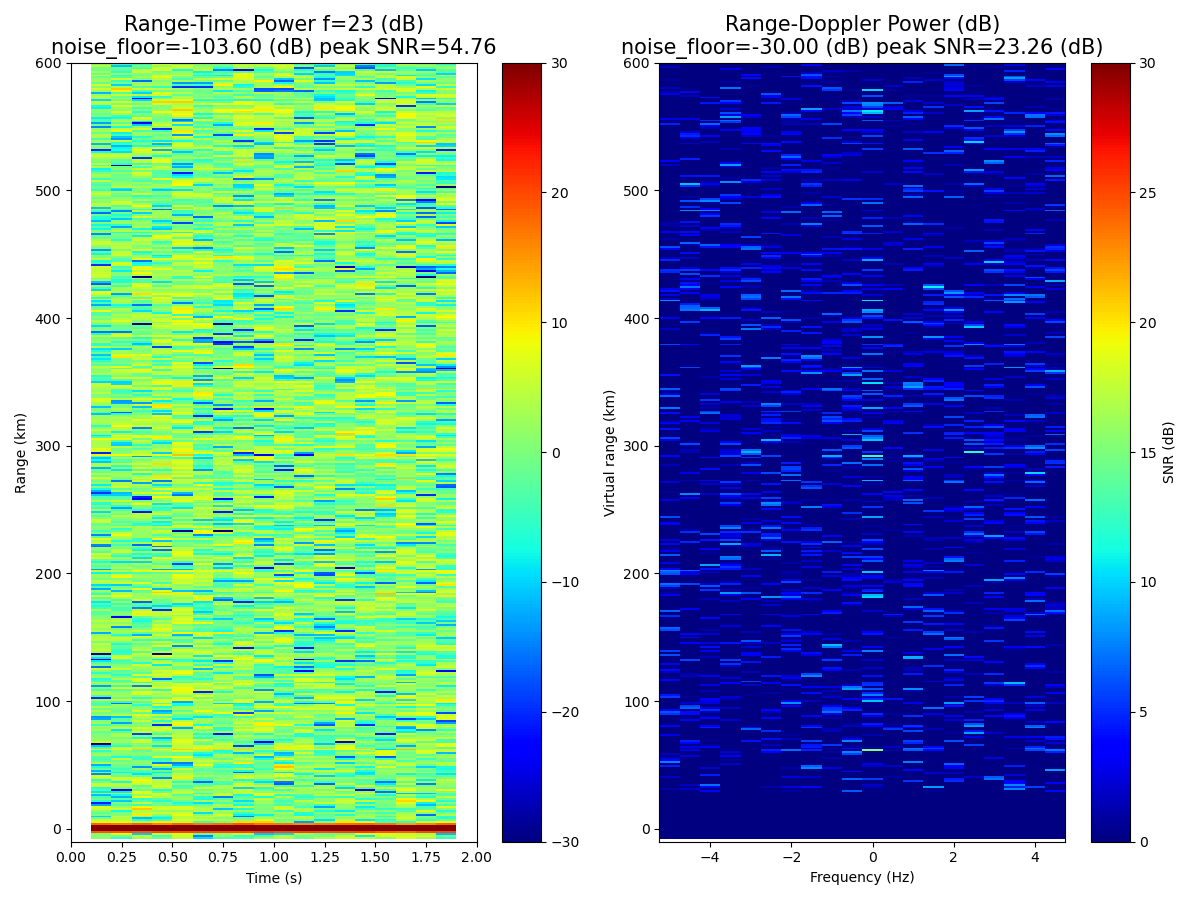 Range-Time Power f=23 (dB)
noise_floor=-103.60 (dB) peak SNR=54.76
600
500
400
300
200
100
0
Range (km)
0.00 0.25 0.50 0.75 1.00 1.25 1.50 1.75 2.00
Time (s)
30
20
10
0
−10
−20
−30
Range-Doppler Power (dB)
noise_floor=-30.00 (dB) peak SNR=23.26 (dB)
600
500
400
300
200
100
0
Virtual range (km)
−4 −2 0 2 4
Frequency (Hz)
30
25
20
15
10
5
0
SNR (dB)